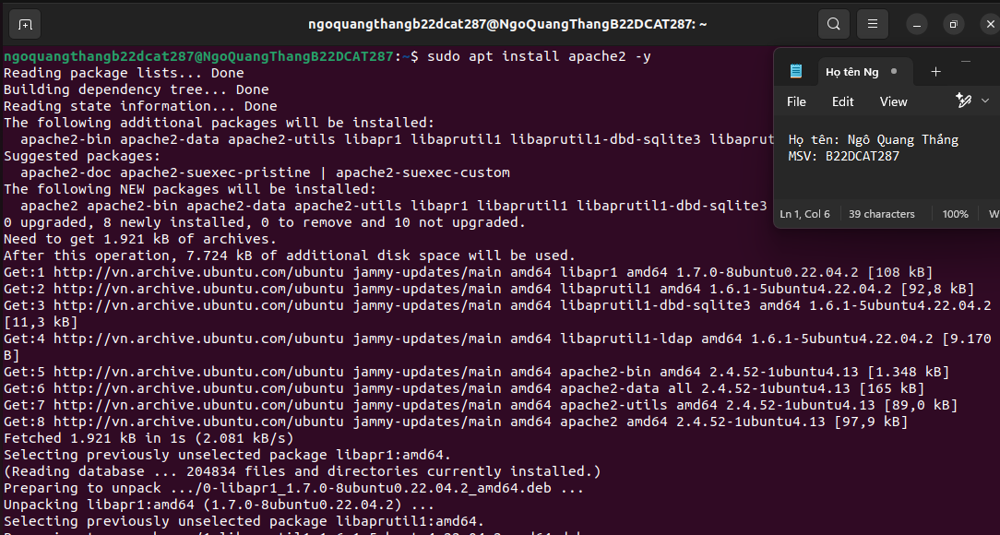 ngoquangthangb22dcat287@NgoQuangThangB22DCAT287: ~
ngoquangthangb22dcat287@NgoQuangThangB22DCAT287:~$ sudo apt install apache2 -y
Reading package lists... Done
Building dependency tree... Done
Reading state information... Done
The following additional packages will be installed:
  apache2-bin apache2-data apache2-utils libapr1 libaprutil1 libaprutil1-dbd-sqlite3
Suggested packages:
  apache2-doc apache2-suexec-pristine | apache2-suexec-custom
The following NEW packages will be installed:
  apache2 apache2-bin apache2-data apache2-utils libapr1 libaprutil1 libaprutil1-dbd-sqlite3
0 upgraded, 8 newly installed, 0 to remove and 10 not upgraded.
Need to get 1.921 kB of archives.
After this operation, 7.724 kB of additional disk space will be used.
Get:1 http://vn.archive.ubuntu.com/ubuntu jammy-updates/main amd64 libapr1 amd64 1.7.0-8ubuntu0.22.04.2 [108 kB]
Get:2 http://vn.archive.ubuntu.com/ubuntu jammy-updates/main amd64 libaprutil1 amd64 1.6.1-5ubuntu4.22.04.2 [92,8 kB]
Get:3 http://vn.archive.ubuntu.com/ubuntu jammy-updates/main amd64 libaprutil1-dbd-sqlite3 amd64 1.6.1-5ubuntu4.22.04.2
[11,3 kB]
Get:4 http://vn.archive.ubuntu.com/ubuntu jammy-updates/main amd64 libaprutil1-ldap amd64 1.6.1-5ubuntu4.22.04.2 [9.170
B]
Get:5 http://vn.archive.ubuntu.com/ubuntu jammy-updates/main amd64 apache2-bin amd64 2.4.52-1ubuntu4.13 [1.348 kB]
Get:6 http://vn.archive.ubuntu.com/ubuntu jammy-updates/main amd64 apache2-data all 2.4.52-1ubuntu4.13 [165 kB]
Get:7 http://vn.archive.ubuntu.com/ubuntu jammy-updates/main amd64 apache2-utils amd64 2.4.52-1ubuntu4.13 [89,0 kB]
Get:8 http://vn.archive.ubuntu.com/ubuntu jammy-updates/main amd64 apache2 amd64 2.4.52-1ubuntu4.13 [97,9 kB]
Fetched 1.921 kB in 1s (2.081 kB/s)
Selecting previously unselected package libapr1:amd64.
(Reading database ... 204834 files and directories currently installed.)
Preparing to unpack .../0-libapr1_1.7.0-8ubuntu0.22.04.2_amd64.deb ...
Unpacking libapr1:amd64 (1.7.0-8ubuntu0.22.04.2) ...
Selecting previously unselected package libaprutil1:amd64.
Họ tên Ng
File Edit View
Họ tên: Ngô Quang Thắng
MSV: B22DCAT287
Ln 1, Col 6 39 characters 100%